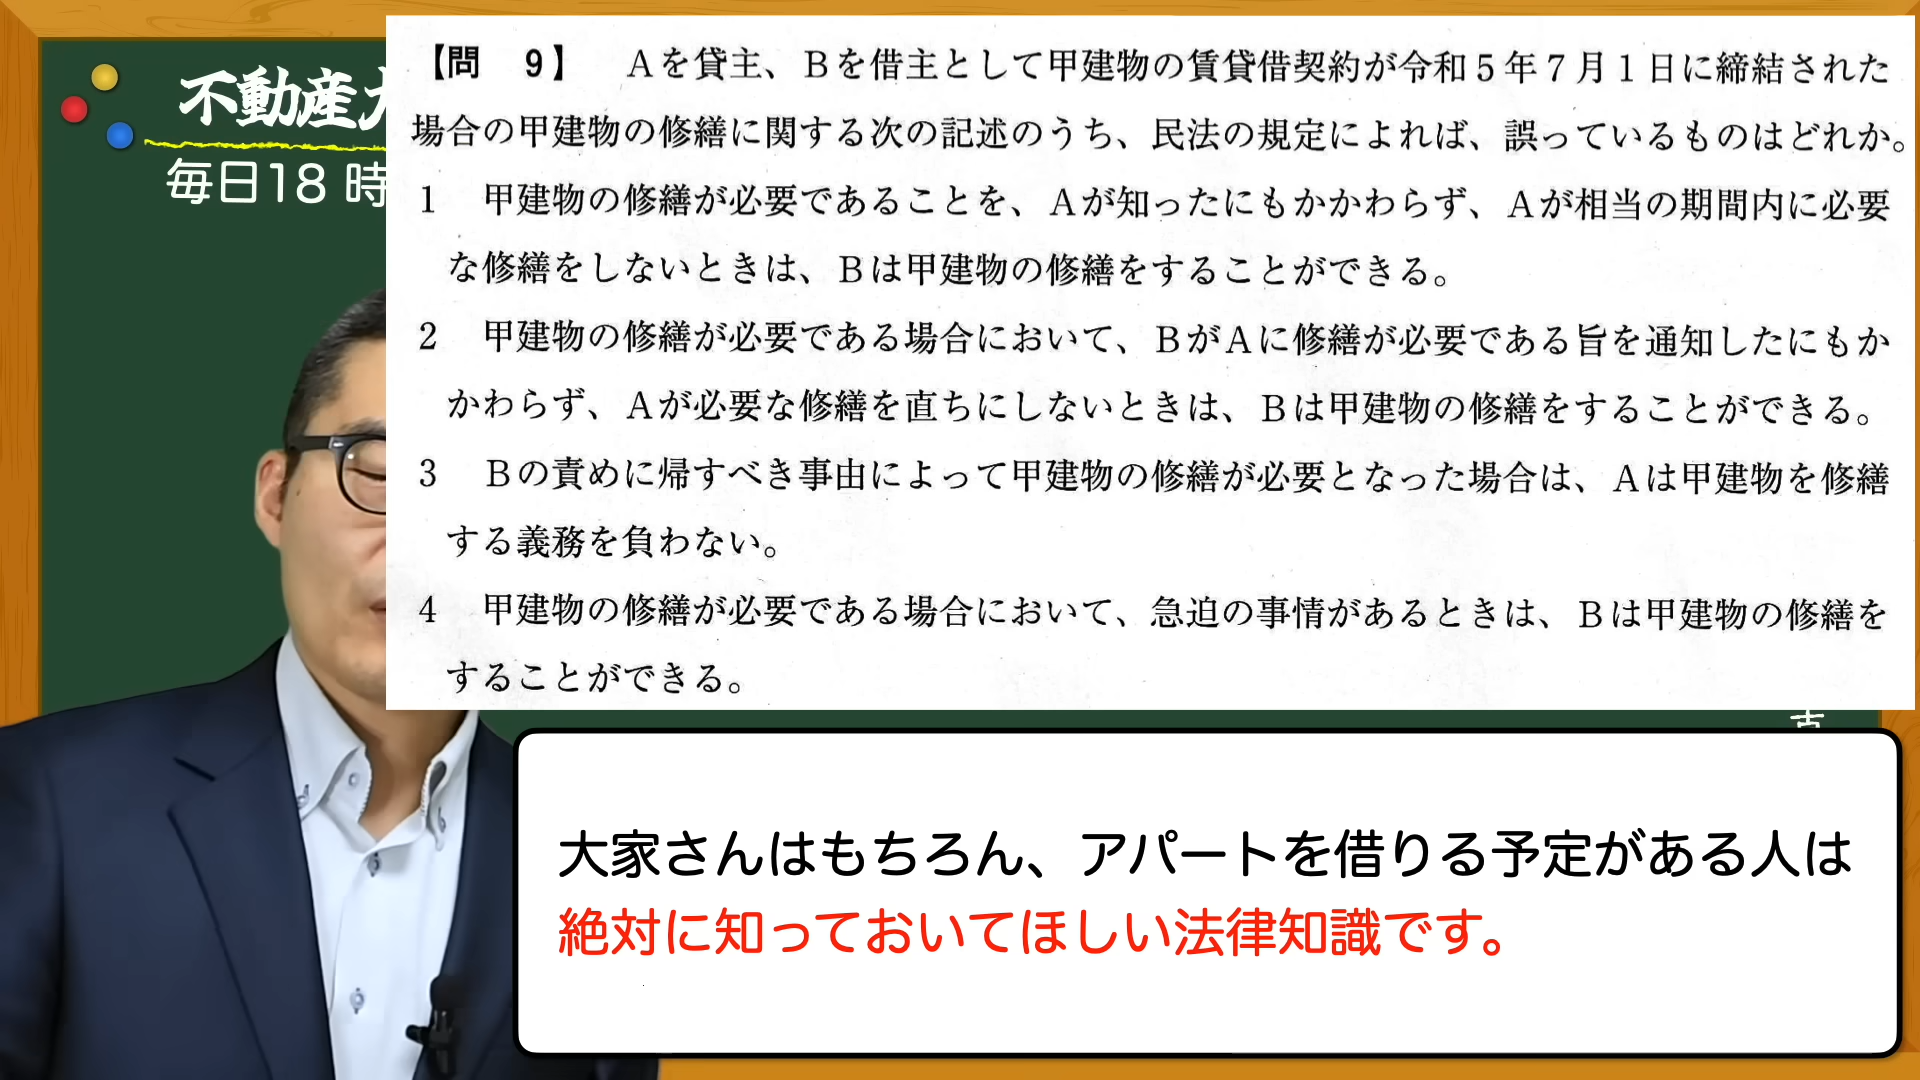 不動産
毎日18時
【問　9】　Aを貸主、Bを借主として甲建物の賃貸借契約が令和5年7月1日に締結された
場合の甲建物の修繕に関する次の記述のうち、民法の規定によれば、誤っているものはどれか。
1　甲建物の修繕が必要であることを、Aが知ったにもかかわらず、Aが相当の期間内に必要
な修繕をしないときは、Bは甲建物の修繕をすることができる。
2　甲建物の修繕が必要である場合において、BがAに修繕が必要である旨を通知したにもか
かわらず、Aが必要な修繕を直ちにしないときは、Bは甲建物の修繕をすることができる。
3　Bの責めに帰すべき事由によって甲建物の修繕が必要となった場合は、Aは甲建物を修繕
する義務を負わない。
4　甲建物の修繕が必要である場合において、急迫の事情があるときは、Bは甲建物の修繕を
することができる。
大家さんはもちろん、アパートを借りる予定がある人は
絶対に知っておいてほしい法律知識です。